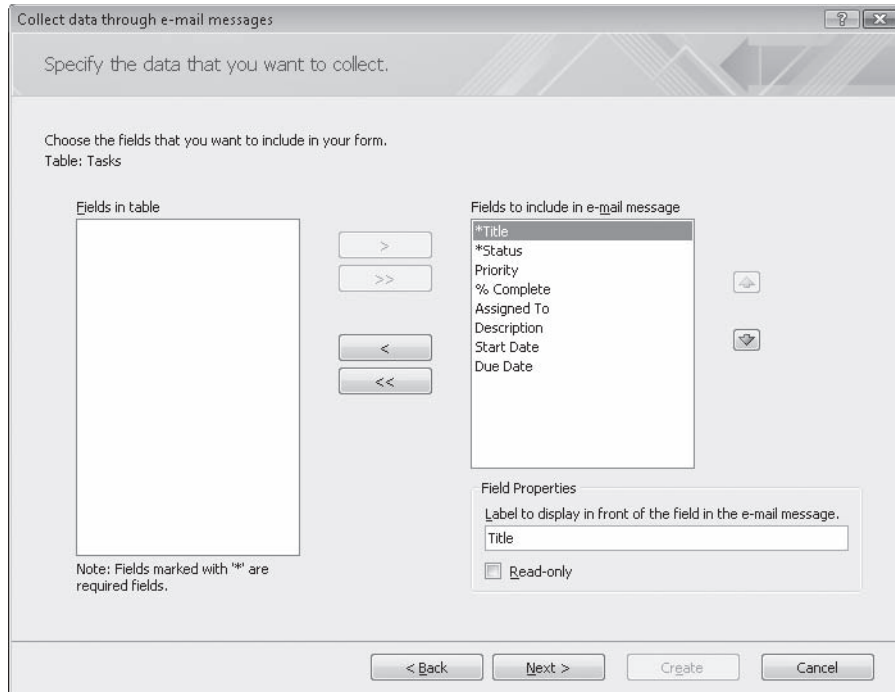 Collect data through e-mail messages
Specify the data that you want to collect.
Choose the fields that you want to include in your form.
Table: Tasks
Fields in table
>
>>
<
<<
Note: Fields marked with '*' are
required fields.
Fields to include in e-mail message
*Title
*Status
Priority
% Complete
Assigned To
Description
Start Date
Due Date
Field Properties
Label to display in front of the field in the e-mail message.
Title
Read-only
< Back
Next >
Create
Cancel